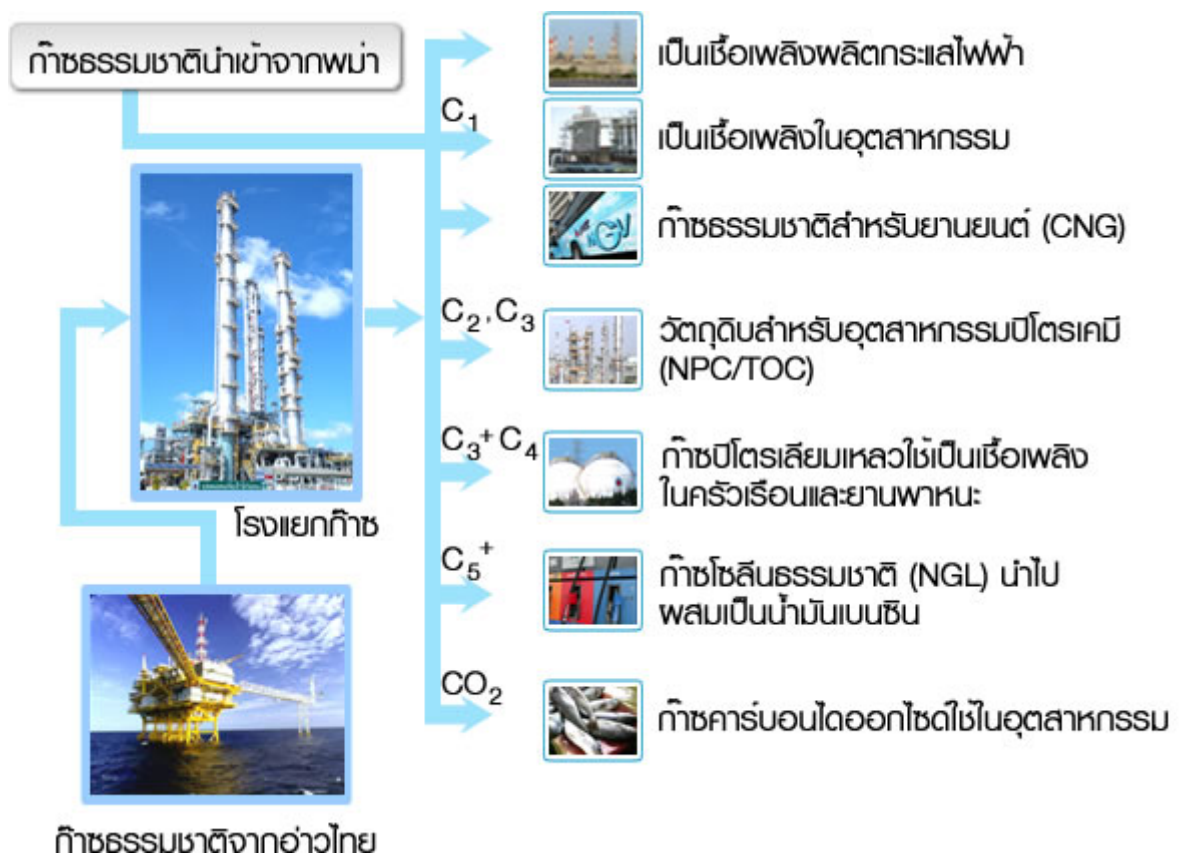 ก๊าซธรรมชาตินำเข้าจากพม่า
เป็นเชื้อเพลิงผลิตกระแสไฟฟ้า
C₁
เป็นเชื้อเพลิงในอุตสาหกรรม
NGV
ก๊าซธรรมชาติสำหรับยานยนต์ (CNG)
C₂, C₃
วัตถุดิบสำหรับอุตสาหกรรมปิโตรเคมี
(NPC/TOC)
C₃⁺ C₄
ก๊าซปิโตรเลียมเหลวใช้เป็นเชื้อเพลิง
ในครัวเรือนและยานพาหนะ
โรงแยกก๊าซ
C₅⁺
ก๊าซโซลีนธรรมชาติ (NGL) นำไป
ผสมเป็นน้ำมันเบนซิน
CO₂
ก๊าซคาร์บอนไดออกไซด์ใช้ในอุตสาหกรรม
ก๊าซธรรมชาติจากอ่าวไทย